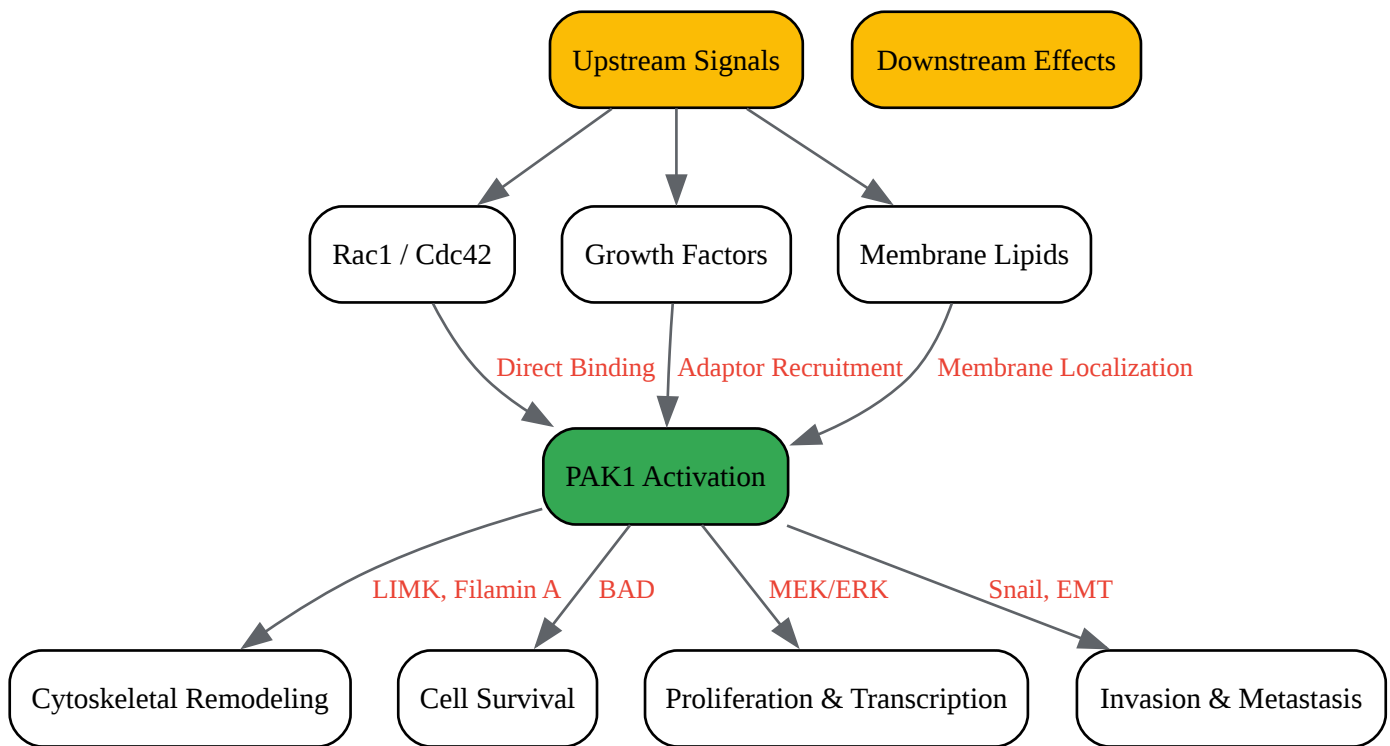 Upstream Signals
Downstream Effects
Rac1 / Cdc42
Growth Factors
Membrane Lipids
Direct Binding
Adaptor Recruitment
Membrane Localization
PAK1 Activation
LIMK, Filamin A
BAD
MEK/ERK
Snail, EMT
Cytoskeletal Remodeling
Cell Survival
Proliferation & Transcription
Invasion & Metastasis